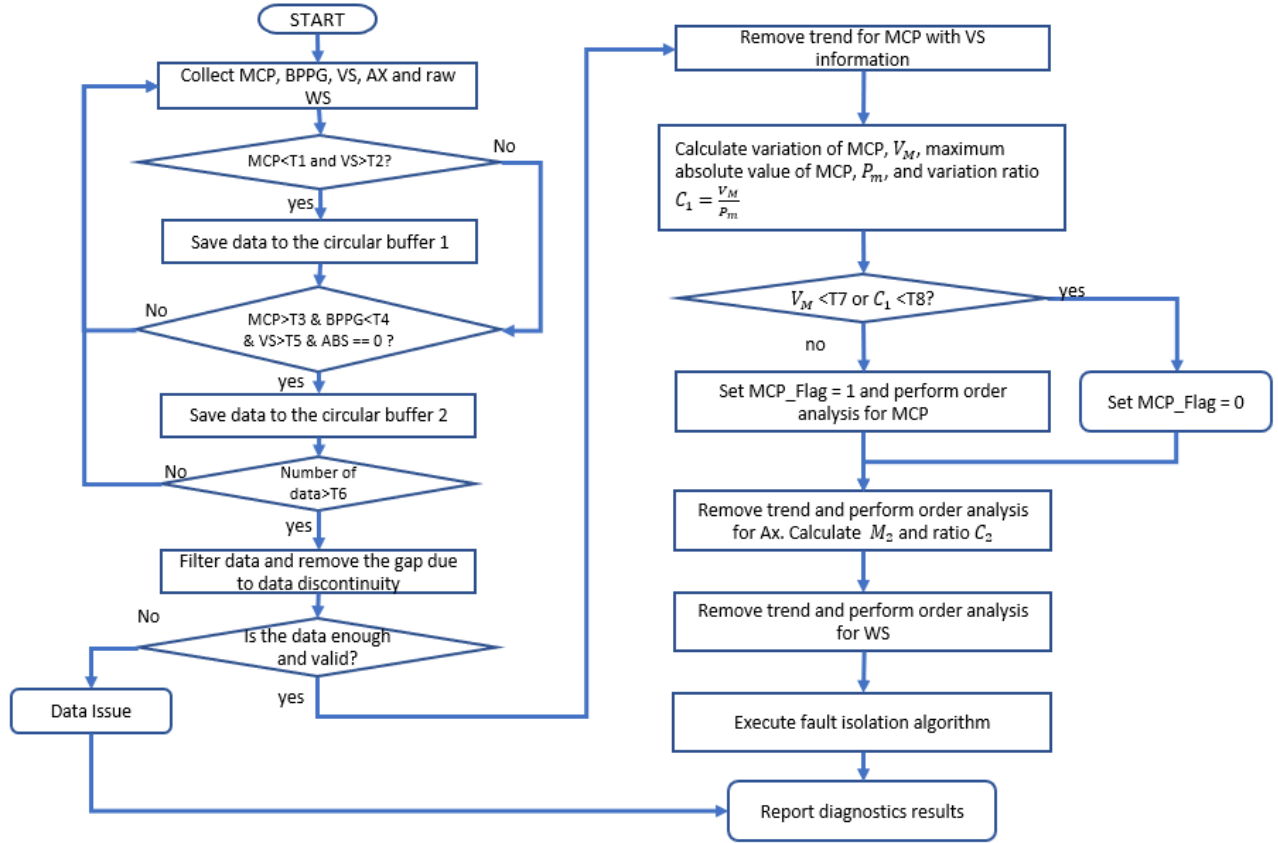 START
Collect MCP, BPPG, VS, AX and raw
WS
MCP<T1 and VS>T2?
No
yes
Save data to the circular buffer 1
No
MCP>T3 & BPPG<T4
& VS>T5 & ABS == 0 ?
yes
Save data to the circular buffer 2
No
Number of
data>T6
yes
Filter data and remove the gap due
to data discontinuity
No
Is the data enough
and valid?
yes
Data Issue
Remove trend for MCP with VS
information
Calculate variation of MCP, V_M, maximum
absolute value of MCP, P_m, and variation ratio
C_1 = V_M / P_m
V_M <T7 or C_1 <T8?
yes
no
Set MCP_Flag = 1 and perform order
analysis for MCP
Set MCP_Flag = 0
Remove trend and perform order analysis
for Ax. Calculate M_2 and ratio C_2
Remove trend and perform order analysis
for WS
Execute fault isolation algorithm
Report diagnostics results